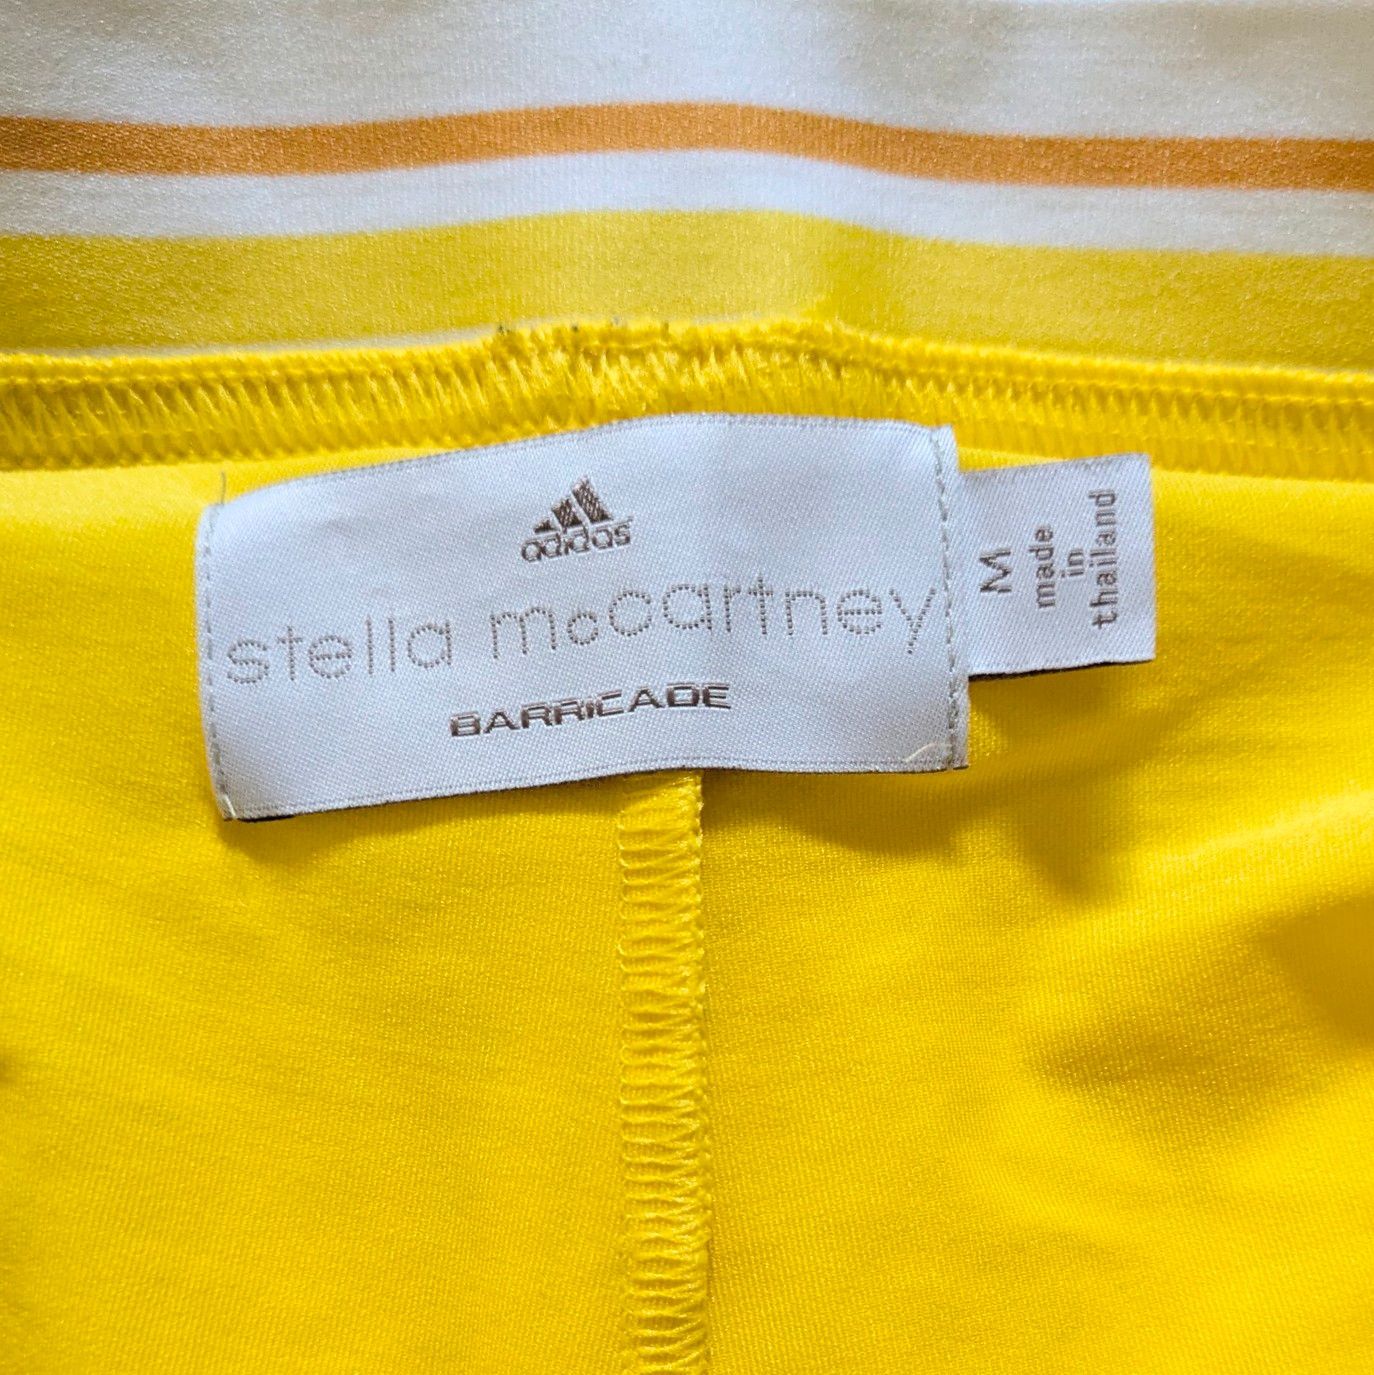 adidas
stella mccartney
BARRICADE
M
made
in
thailand